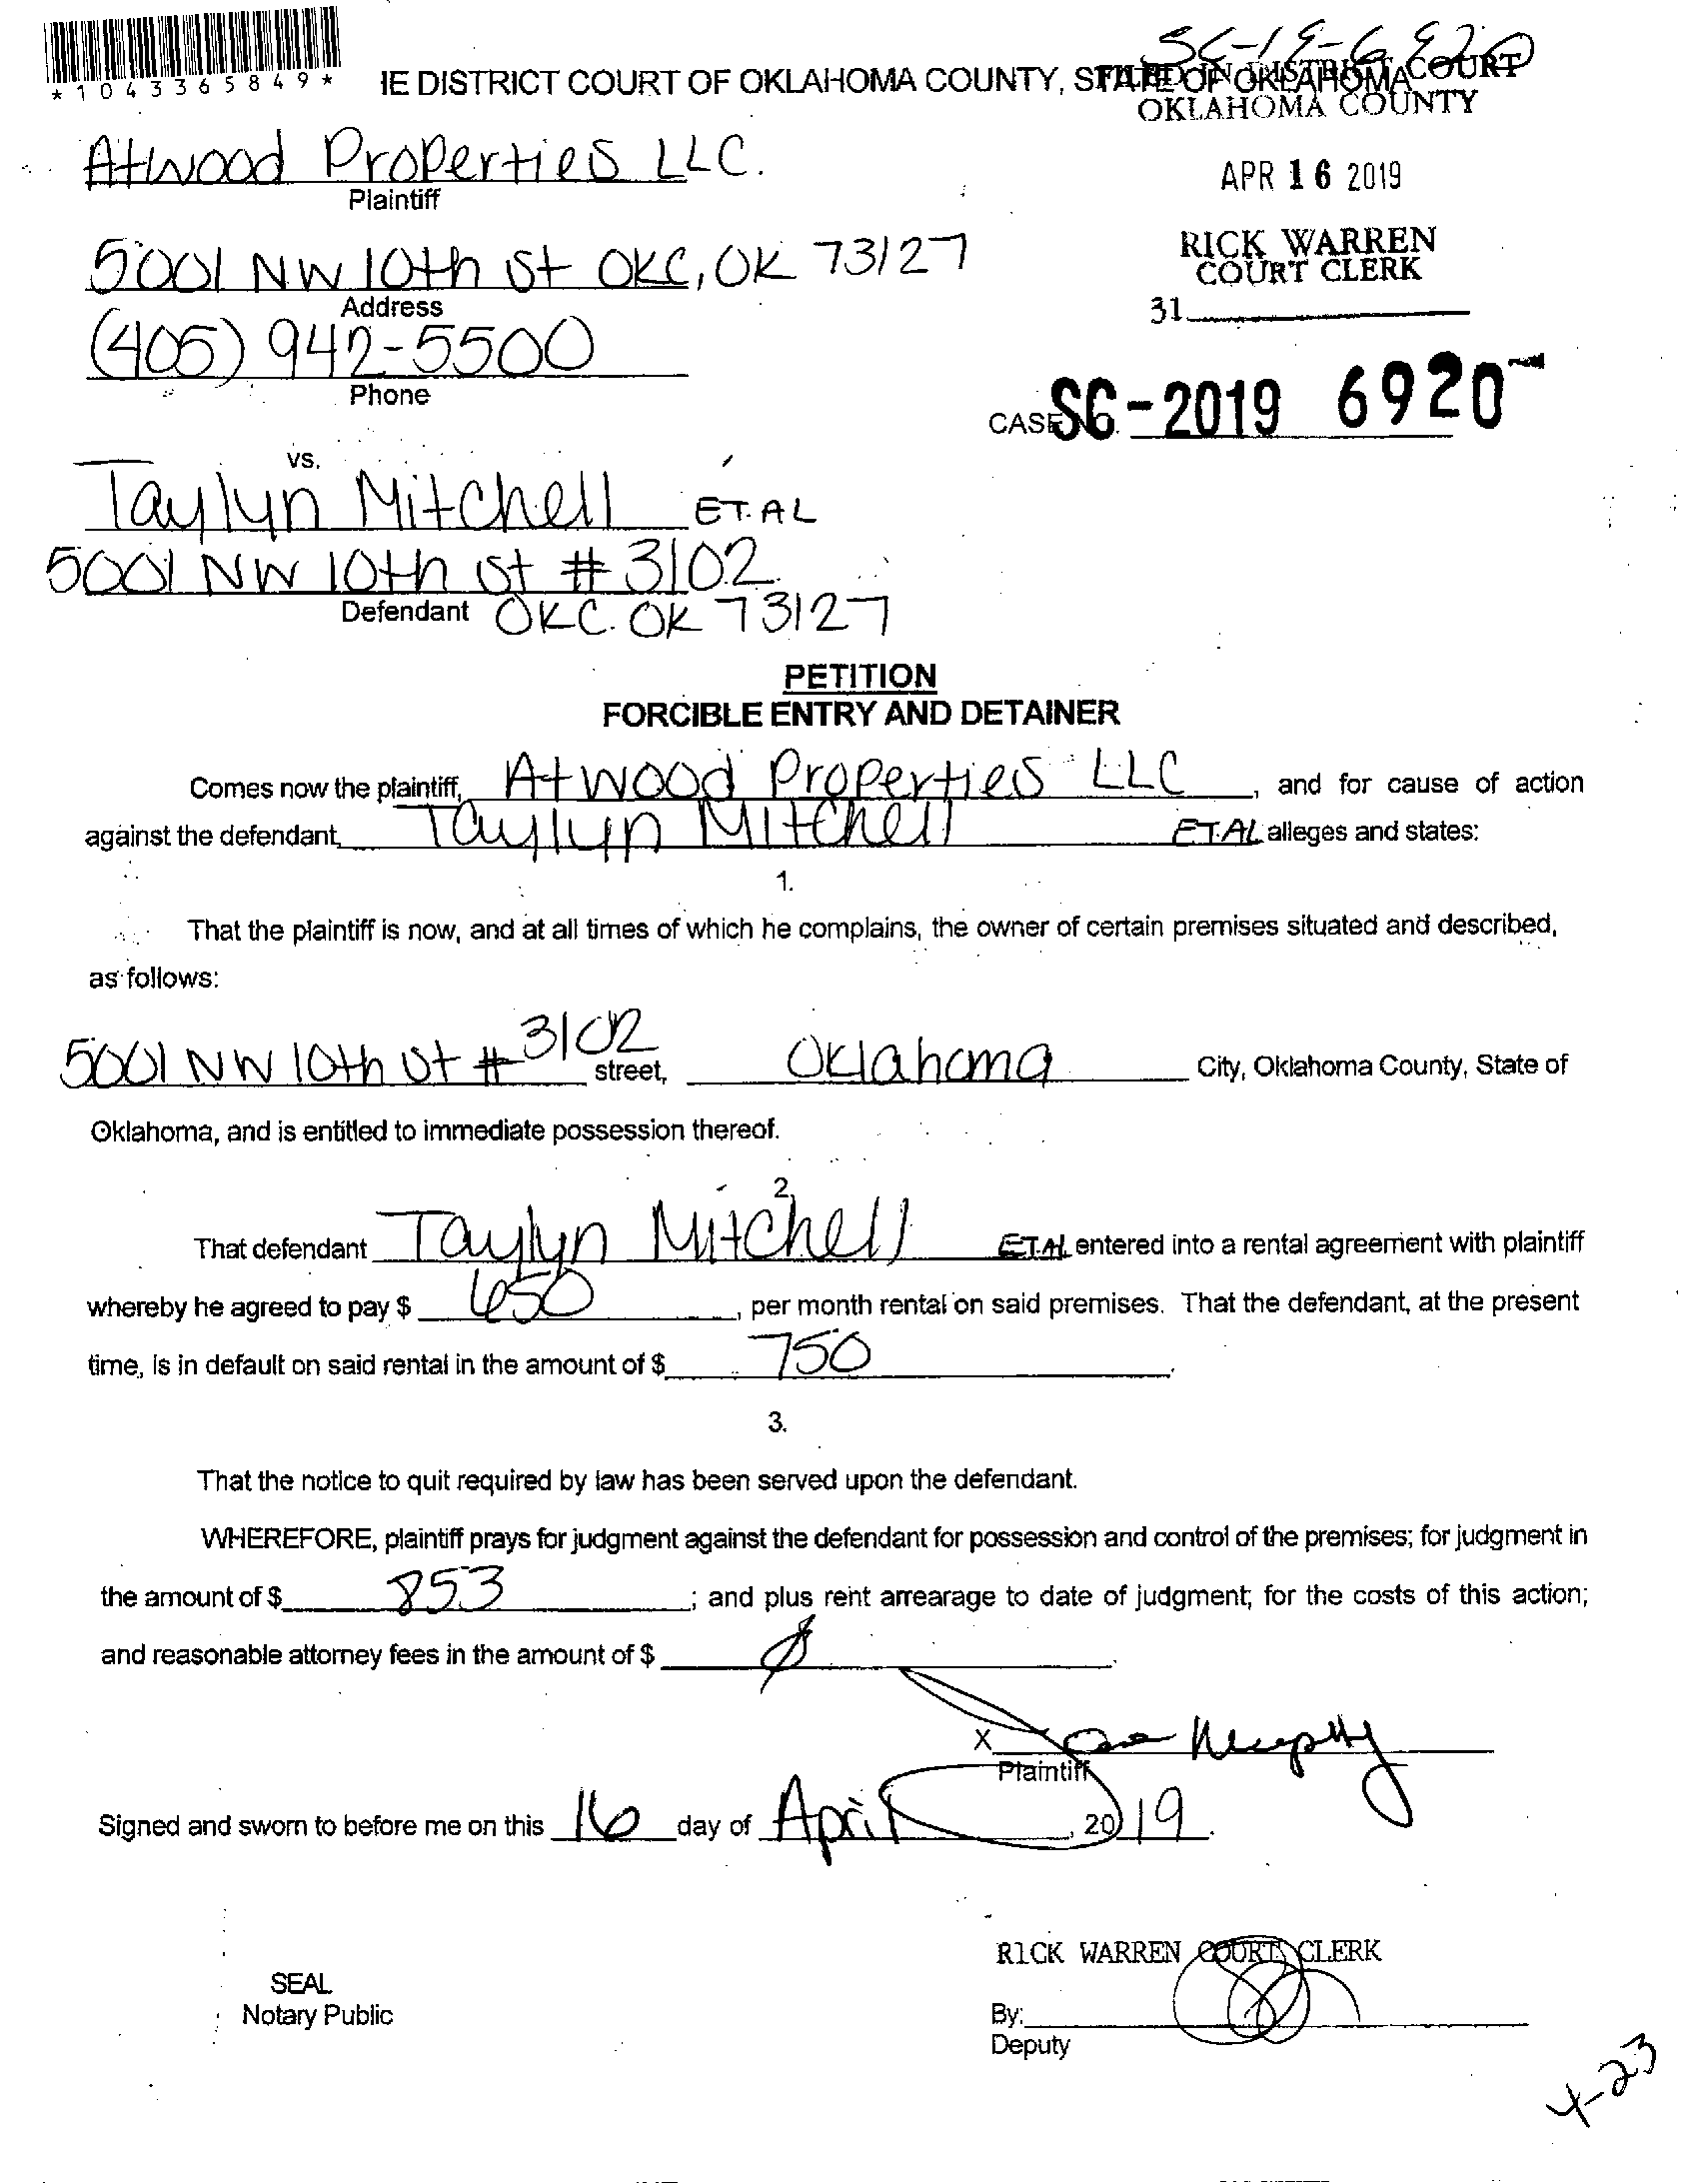 SC-19-6920
*1043365849*
IE DISTRICT COURT OF OKLAHOMA COUNTY, STATE OF OKLAHOMA
FILED IN DISTRICT COURT
OKLAHOMA COUNTY
Atwood Properties LLC.
Plaintiff
APR 16 2019
5001 NW 10th St OKC, OK 73127
Address
RICK WARREN
COURT CLERK
31
(405) 942-5500
Phone
CASE NO. SC-2019 6920
vs.
Taylyn Mitchell ET.AL
5001 NW 10th St # 3102
Defendant OKC. OK 73127
PETITION
FORCIBLE ENTRY AND DETAINER
Comes now the plaintiff, Atwood Properties LLC, and for cause of action
against the defendant, Taylyn Mitchell ET.AL alleges and states:
1.
That the plaintiff is now, and at all times of which he complains, the owner of certain premises situated and described,
as follows:
5001 NW 10th St # 3102 street, Oklahoma City, Oklahoma County, State of
Oklahoma, and is entitled to immediate possession thereof.
2.
That defendant Taylyn Mitchell ET.AL entered into a rental agreement with plaintiff
whereby he agreed to pay $ 650, per month rental on said premises. That the defendant, at the present
time, is in default on said rental in the amount of $ 750.
3.
That the notice to quit required by law has been served upon the defendant.
WHEREFORE, plaintiff prays for judgment against the defendant for possession and control of the premises; for judgment in
the amount of $ 853; and plus rent arrearage to date of judgment; for the costs of this action;
and reasonable attorney fees in the amount of $ Ø.
X Murphy
Plaintiff
Signed and sworn to before me on this 16 day of April, 2019.
RICK WARREN COURT CLERK
SEAL
Notary Public
By:
Deputy
4-23